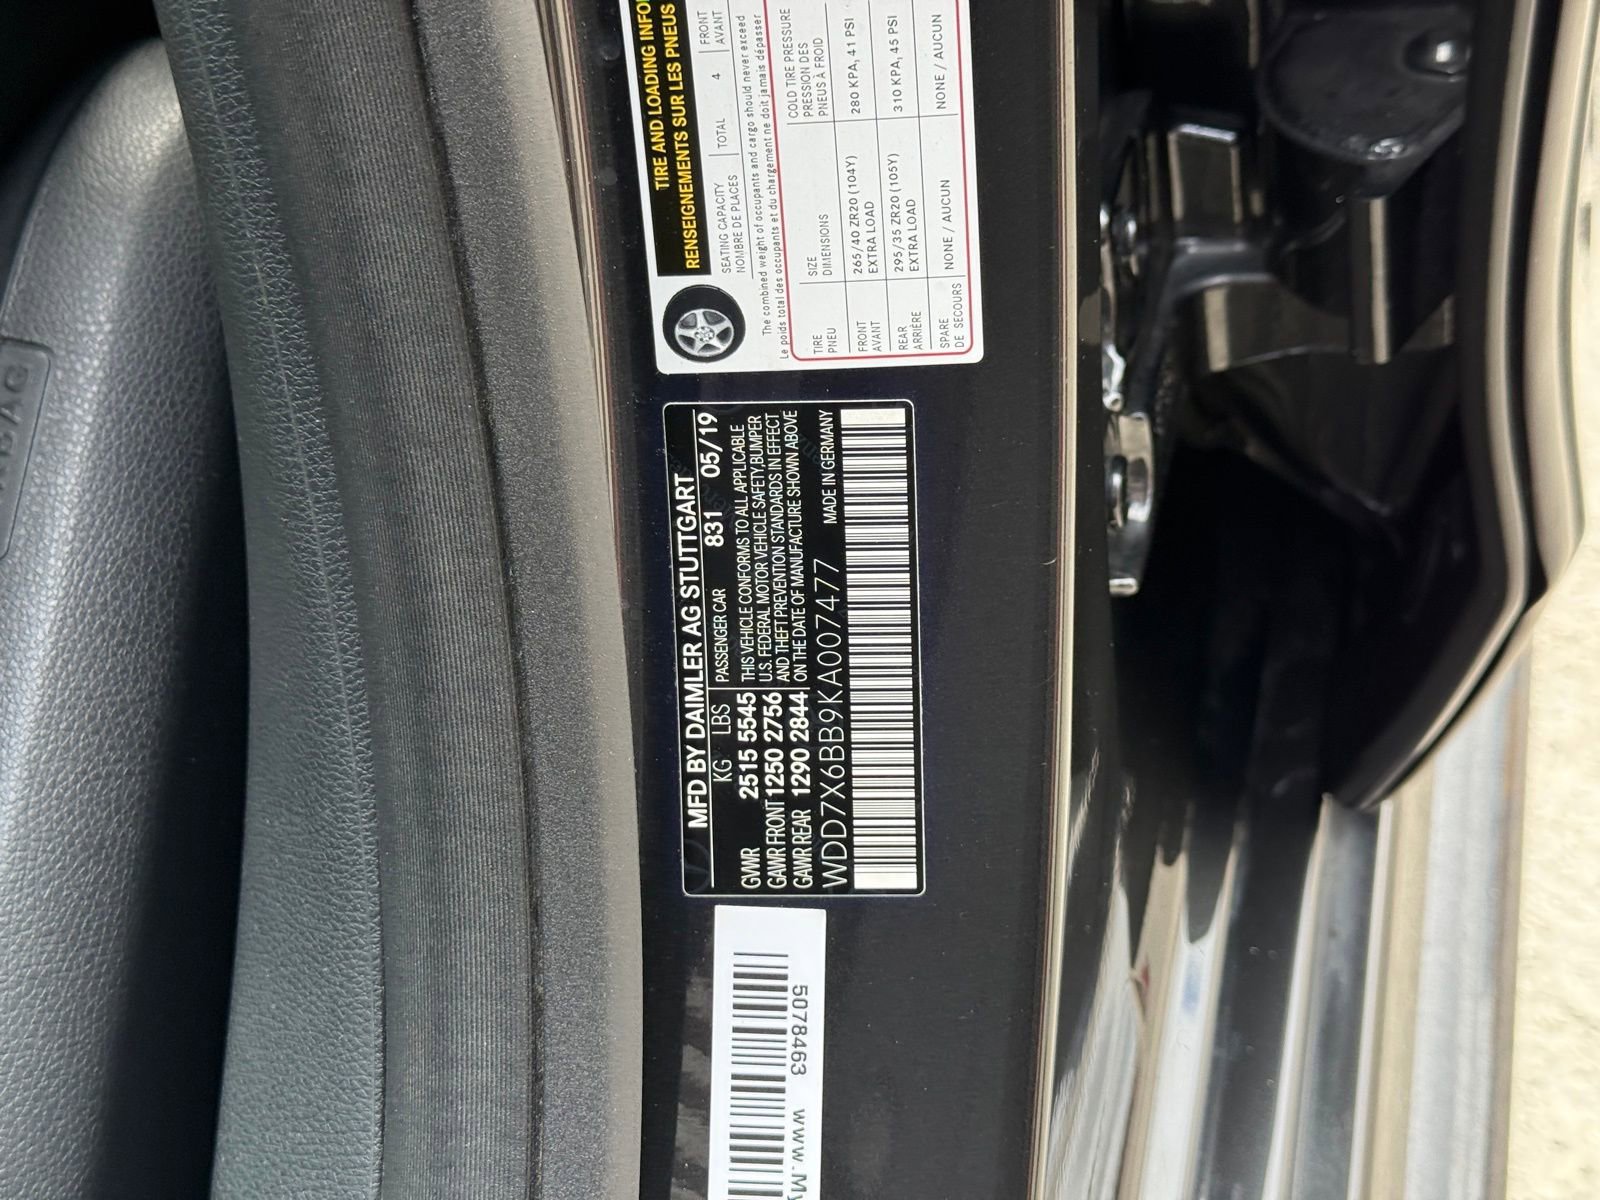 TIRE AND LOADING
RENSEIGNEMENTS SUR LES PNEUS
SEATING CAPACITY TOTAL 4 FRONT
NOMBRE DE PLACES AVANT
The combined weight of occupants and cargo should never exceed
Le poids total des occupants et du chargement ne doit jamais dépasser
TIRE SIZE COLD TIRE PRESSURE
PNEU DIMENSIONS PRESSION DES
PNEUS À FROID
FRONT 265/40 ZR20 (104Y) 280 KPA, 41 PSI
AVANT EXTRA LOAD
REAR 295/35 ZR20 (105Y) 310 KPA, 45 PSI
ARRIÈRE EXTRA LOAD
SPARE NONE / AUCUN NONE / AUCUN
DE SECOURS
MFD BY DAIMLER AG STUTTGART
KG LBS PASSENGER CAR 831 05/19
GVWR 2515 5545 THIS VEHICLE CONFORMS TO ALL APPLICABLE
GAWR FRONT 1250 2756 U.S. FEDERAL MOTOR VEHICLE SAFETY,BUMPER
AND THEFT PREVENTION STANDARDS IN EFFECT
GAWR REAR 1290 2844 ON THE DATE OF MANUFACTURE SHOWN ABOVE
WDD7X6BB9KA007477 MADE IN GERMANY
5078463 www.My